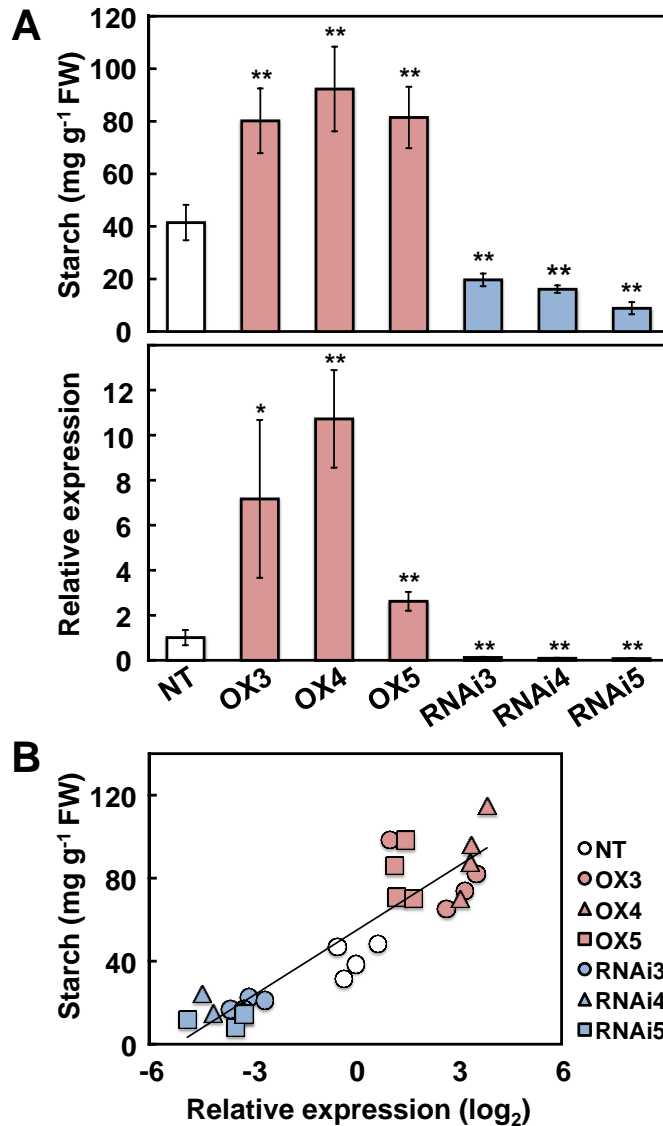 A
Starch (mg g⁻¹ FW)
120
100
80
60
40
20
0
**
**
**
**
**
**
Relative expression
12
10
8
6
4
2
0
*
**
**
**
**
**
NT
OX3
OX4
OX5
RNAi3
RNAi4
RNAi5
B
Starch (mg g⁻¹ FW)
120
80
40
0
-6
-3
0
3
6
Relative expression (log₂)
NT
OX3
OX4
OX5
RNAi3
RNAi4
RNAi5